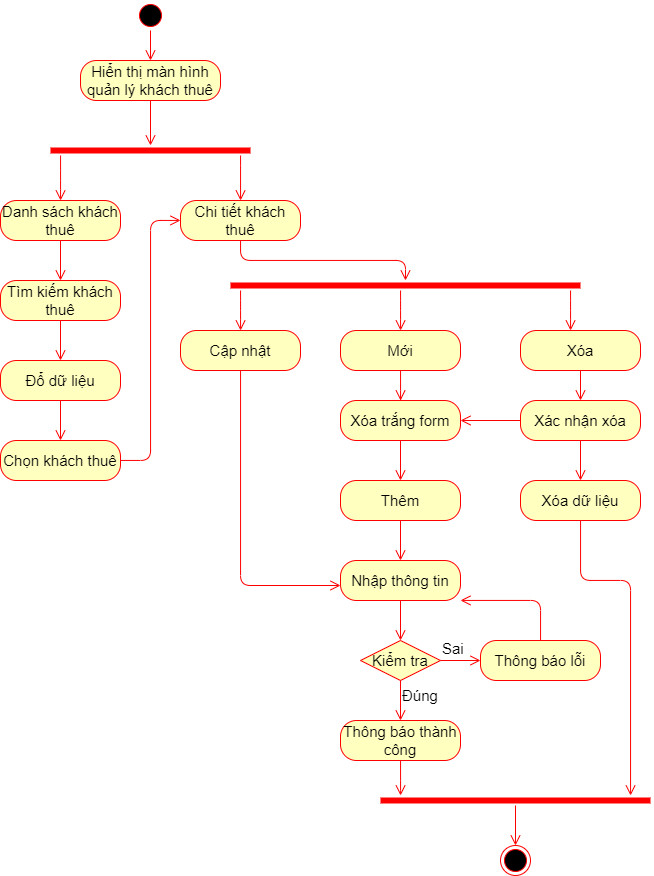 Hiển thị màn hình
quản lý khách thuê
Danh sách khách
thuê
Chi tiết khách
thuê
Tìm kiếm khách
thuê
Đổ dữ liệu
Chọn khách thuê
Cập nhật
Mới
Xóa
Xóa trắng form
Xác nhận xóa
Thêm
Xóa dữ liệu
Nhập thông tin
Kiểm tra
Sai
Thông báo lỗi
Đúng
Thông báo thành
công